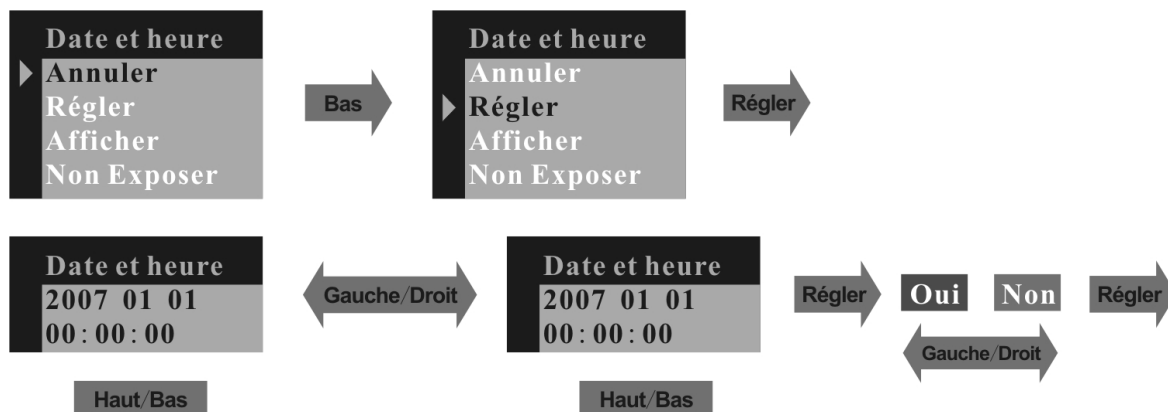 Date et heure
Annuler
Régler
Afficher
Non Exposer
Bas
Date et heure
Annuler
Régler
Afficher
Non Exposer
Régler
Date et heure
2007 01 01
00:00:00
Haut/Bas
Gauche/Droit
Date et heure
2007 01 01
00:00:00
Haut/Bas
Régler
Oui Non
Gauche/Droit
Régler